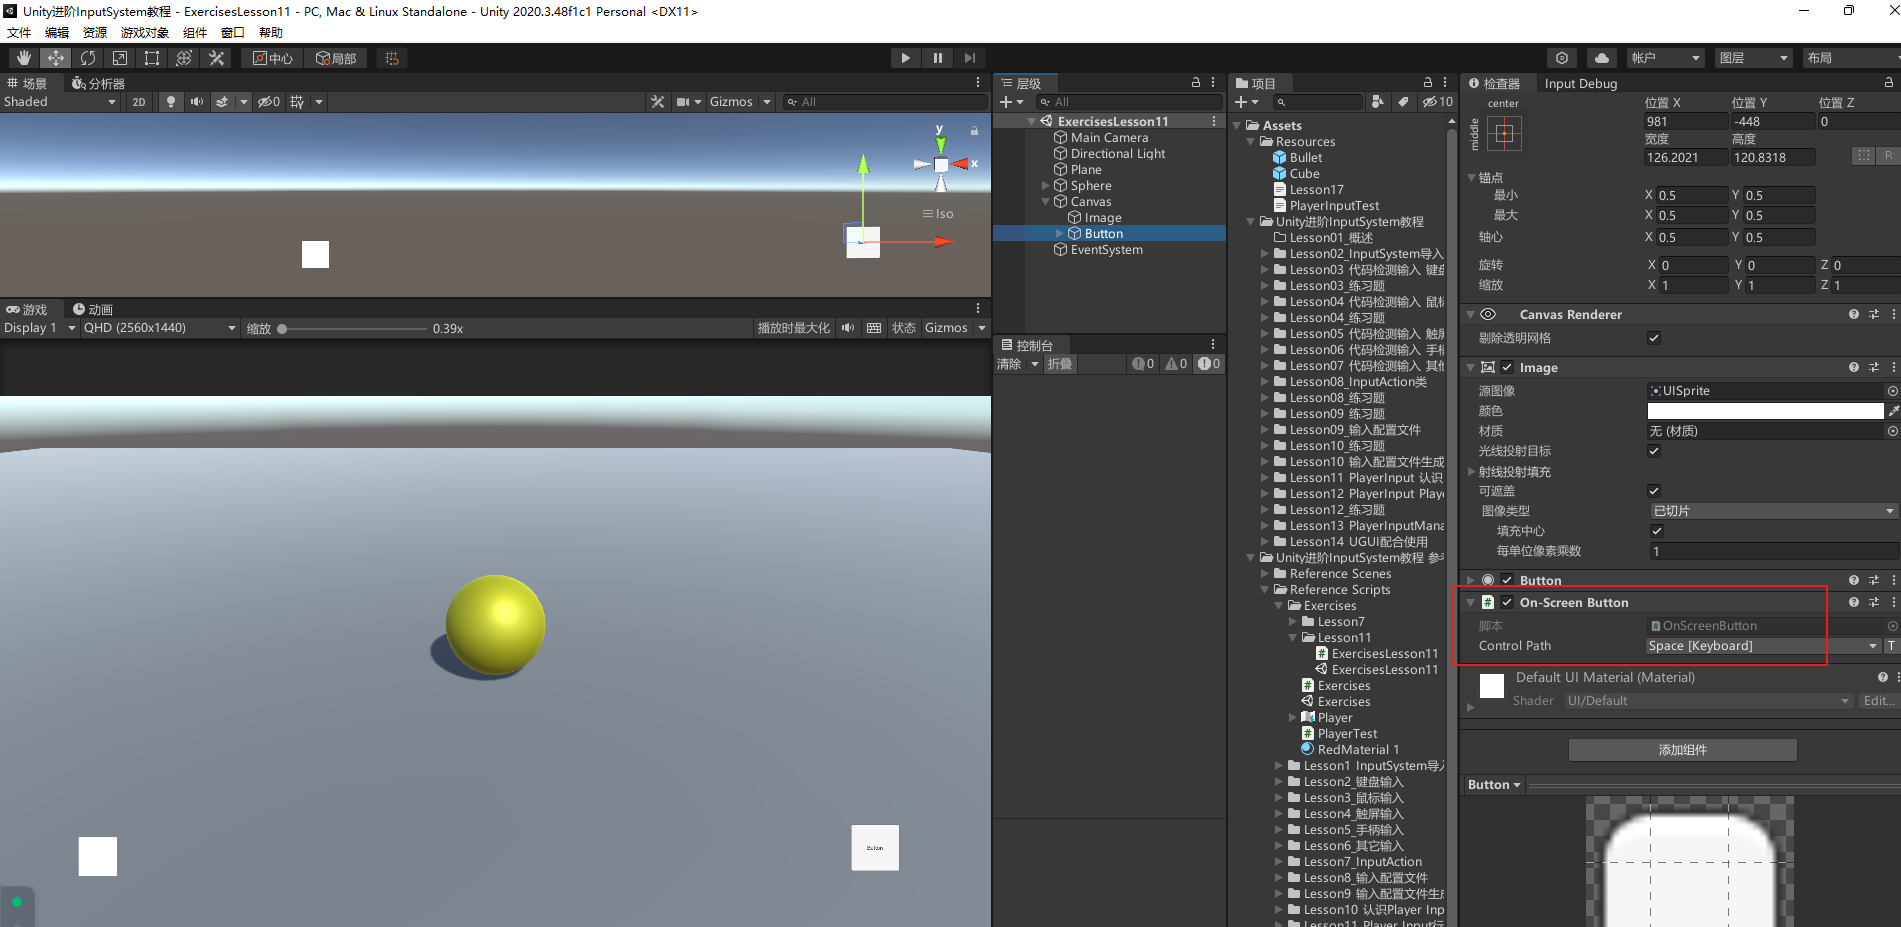 Unity进阶InputSystem教程 - ExercisesLesson11 - PC, Mac & Linux Standalone - Unity 2020.3.48f1c1 Personal <DX11>
文件 编辑 资源 游戏对象 组件 窗口 帮助
中心 局部 帐户 图层 布局
场景 分析器
Shaded 2D 0 Gizmos All
y
x
Iso
游戏 动画
Display 1 QHD (2560x1440) 缩放 0.39x 播放时最大化 状态 Gizmos
Button
层级
All
ExercisesLesson11
Main Camera
Directional Light
Plane
Sphere
Canvas
Image
Button
EventSystem
控制台
清除 折叠 0 0 0
项目
10
Assets
Resources
Bullet
Cube
Lesson17
PlayerInputTest
Unity进阶InputSystem教程
Lesson01_概述
Lesson02_InputSystem导入
Lesson03 代码检测输入 键盘
Lesson03_练习题
Lesson04 代码检测输入 鼠标
Lesson04_练习题
Lesson05 代码检测输入 触屏
Lesson06 代码检测输入 手柄
Lesson07 代码检测输入 其他
Lesson08_InputAction类
Lesson08_练习题
Lesson09 练习题
Lesson09_输入配置文件
Lesson10_练习题
Lesson10 输入配置文件生成
Lesson11 PlayerInput 认识
Lesson12 PlayerInput Playe
Lesson12_练习题
Lesson13 PlayerInputMana
Lesson14 UGUI配合使用
Unity进阶InputSystem教程 参考
Reference Scenes
Reference Scripts
Exercises
Lesson7
Lesson11
ExercisesLesson11
ExercisesLesson11
Exercises
Exercises
Player
PlayerTest
RedMaterial 1
Lesson1 InputSystem导入
Lesson2_键盘输入
Lesson3_鼠标输入
Lesson4_触屏输入
Lesson5_手柄输入
Lesson6_其它输入
Lesson7_InputAction
Lesson8_输入配置文件
Lesson9 输入配置文件生成
Lesson10 认识Player Inp
Lesson11 Player Input行
检查器 Input Debug
center 位置 X 位置 Y 位置 Z
middle 981 -448 0
宽度 高度
126.2021 120.8318 R
锚点
最小 X 0.5 Y 0.5
最大 X 0.5 Y 0.5
轴心 X 0.5 Y 0.5
旋转 X 0 Y 0 Z 0
缩放 X 1 Y 1 Z 1
Canvas Renderer
剔除透明网格
Image
源图像 UISprite
颜色
材质 无 (材质)
光线投射目标
射线投射填充
可遮盖
图像类型 已切片
填充中心
每单位像素乘数 1
Button
On-Screen Button
脚本 OnScreenButton
Control Path Space [Keyboard] T
Default UI Material (Material)
Shader UI/Default Edit...
添加组件
Button